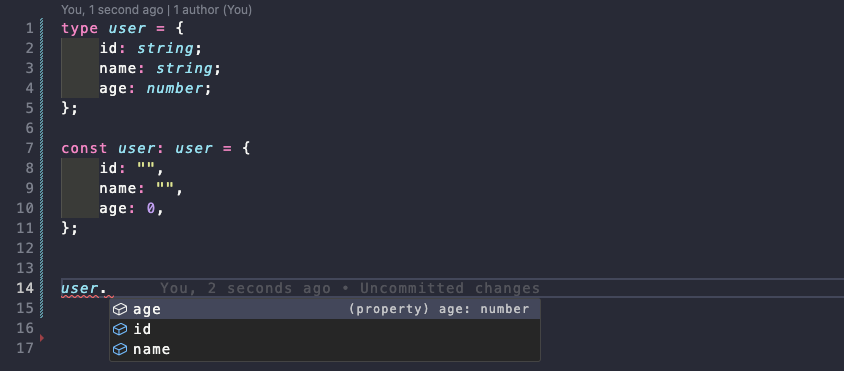 You, 1 second ago | 1 author (You)
1 type user = {
2 id: string;
3 name: string;
4 age: number;
5 };
6
7 const user: user = {
8 id: "",
9 name: "",
10 age: 0,
11 };
12
13
14 user. You, 2 seconds ago • Uncommitted changes
15 age (property) age: number
16 id
17 name